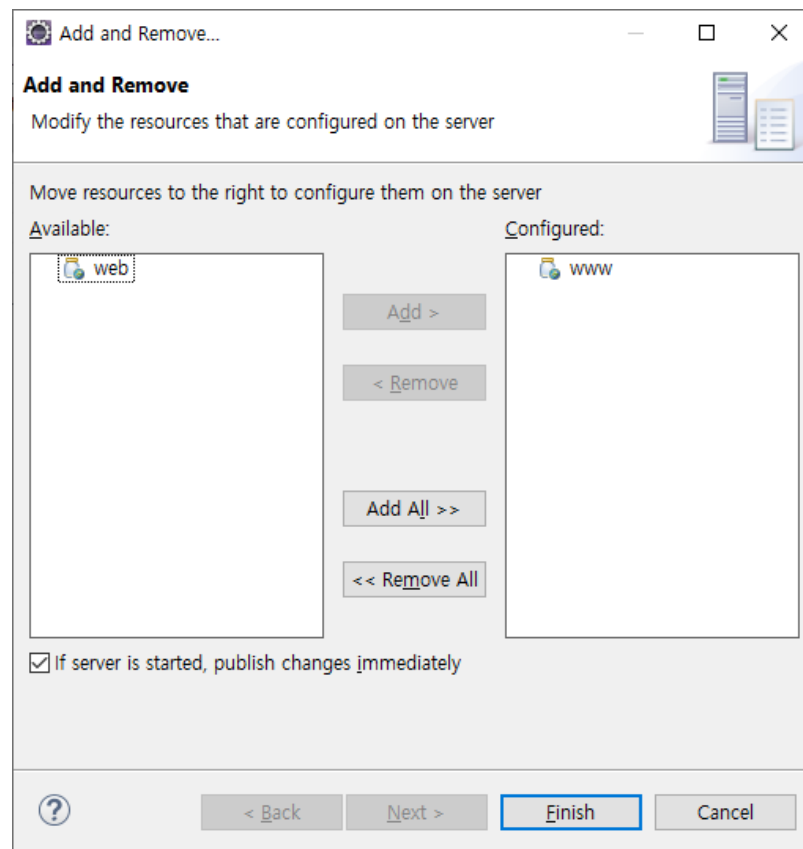 Add and Remove...
Add and Remove
Modify the resources that are configured on the server
Move resources to the right to configure them on the server
Available:
Configured:
web
www
Add >
< Remove
Add All >>
<< Remove All
If server is started, publish changes immediately
?
< Back
Next >
Finish
Cancel